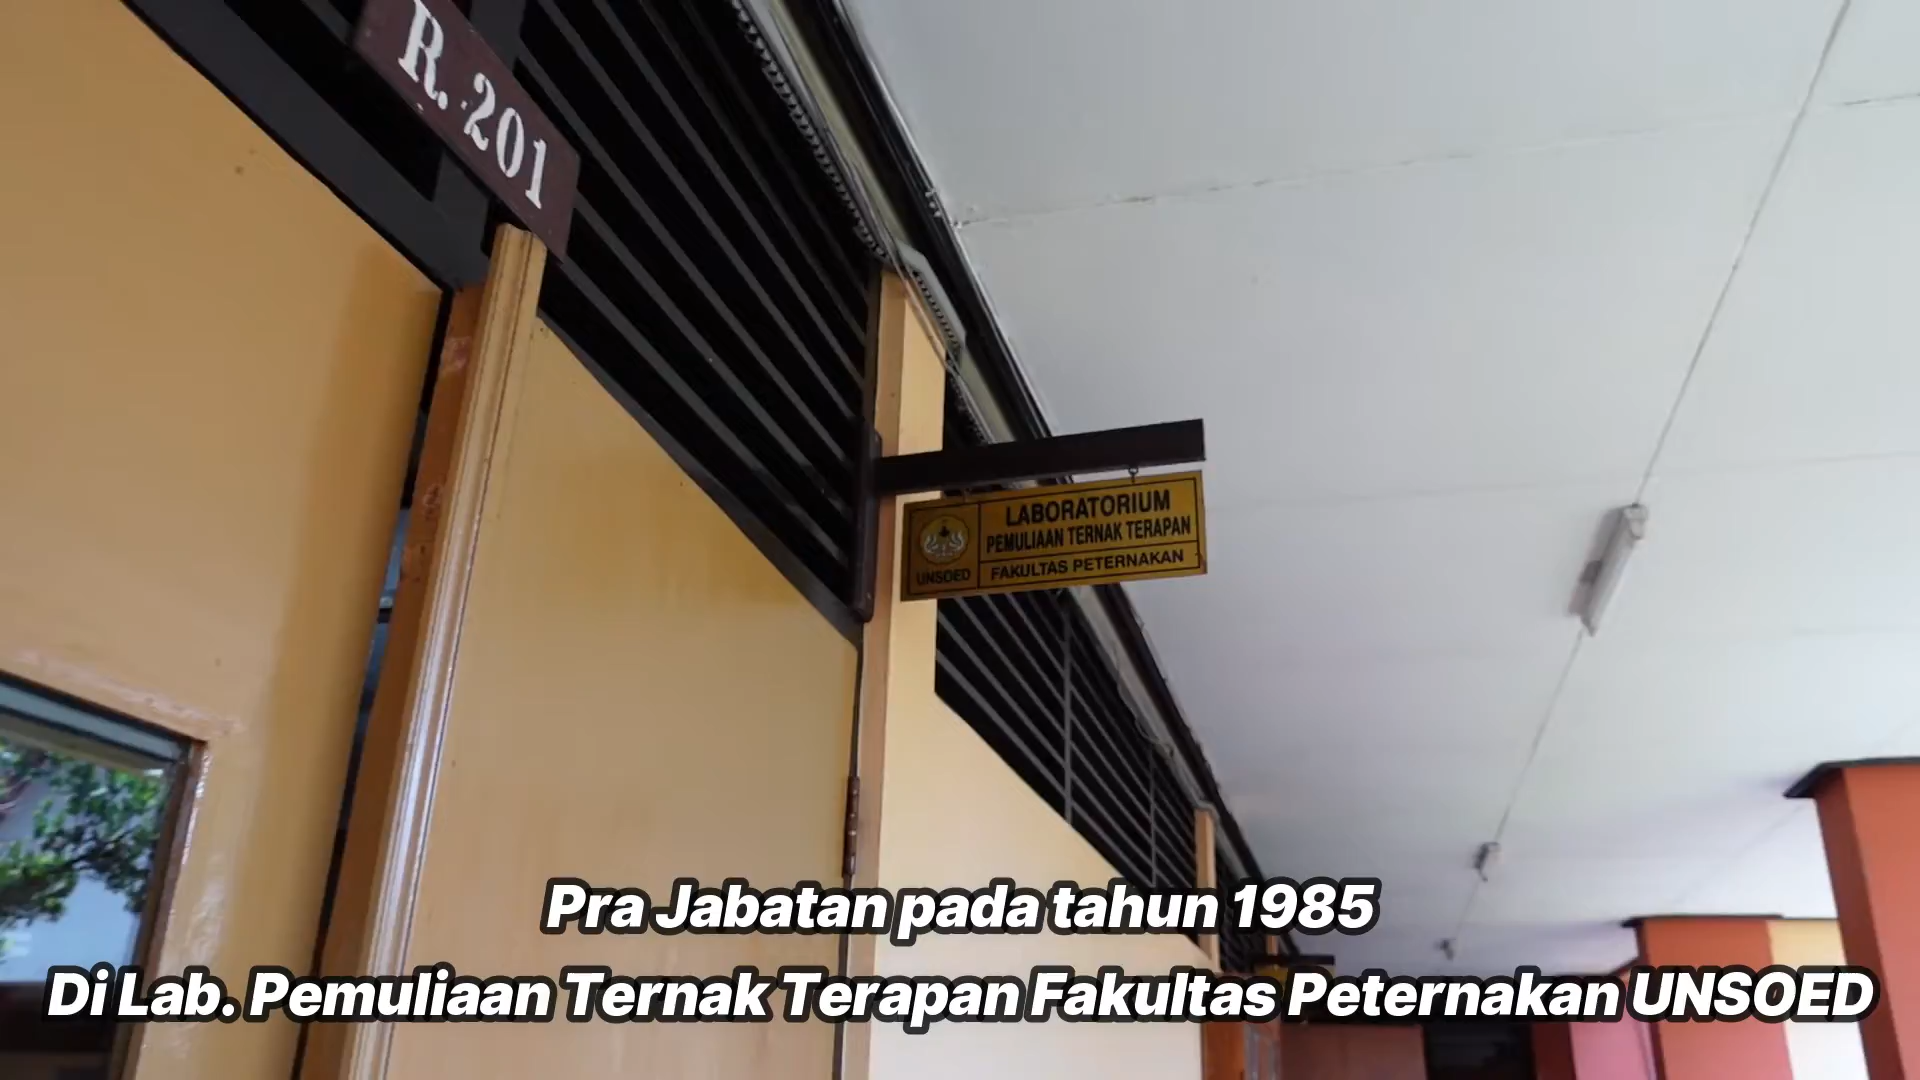 R. 201
LABORATORIUM
PEMULIAAN TERNAK TERAPAN
FAKULTAS PETERNAKAN
UNSOED
Pra Jabatan pada tahun 1985
Di Lab. Pemuliaan Ternak Terapan Fakultas Peternakan UNSOED